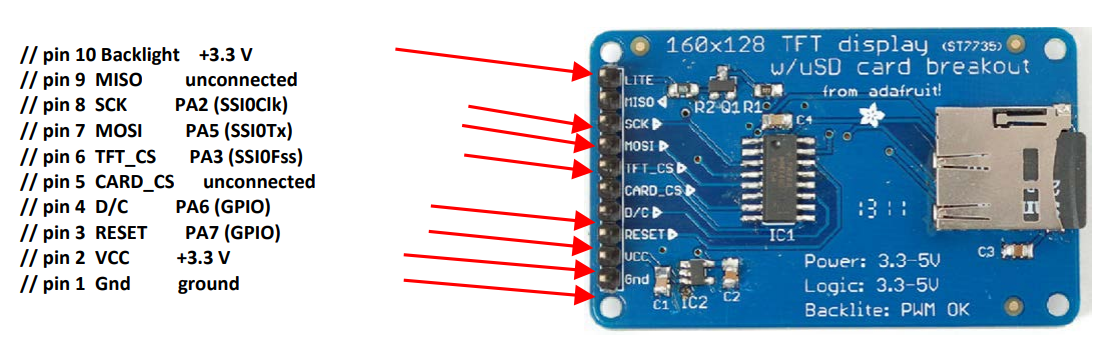 // pin 10 Backlight +3.3 V
// pin 9 MISO unconnected
// pin 8 SCK PA2 (SSI0Clk)
// pin 7 MOSI PA5 (SSI0Tx)
// pin 6 TFT_CS PA3 (SSI0Fss)
// pin 5 CARD_CS unconnected
// pin 4 D/C PA6 (GPIO)
// pin 3 RESET PA7 (GPIO)
// pin 2 VCC +3.3 V
// pin 1 Gnd ground
160x128 TFT display (ST7735)
w/uSD card breakout
from adafruit!
LITE
MISO
SCK
MOSI
TFT_CS
CARD_CS
D/C
RESET
VCC
Gnd
R2 Q1 R1
C4
IC1
1311
C3
C1 IC2 C2
Power: 3.3-5V
Logic: 3.3-5V
Backlite: PWM OK